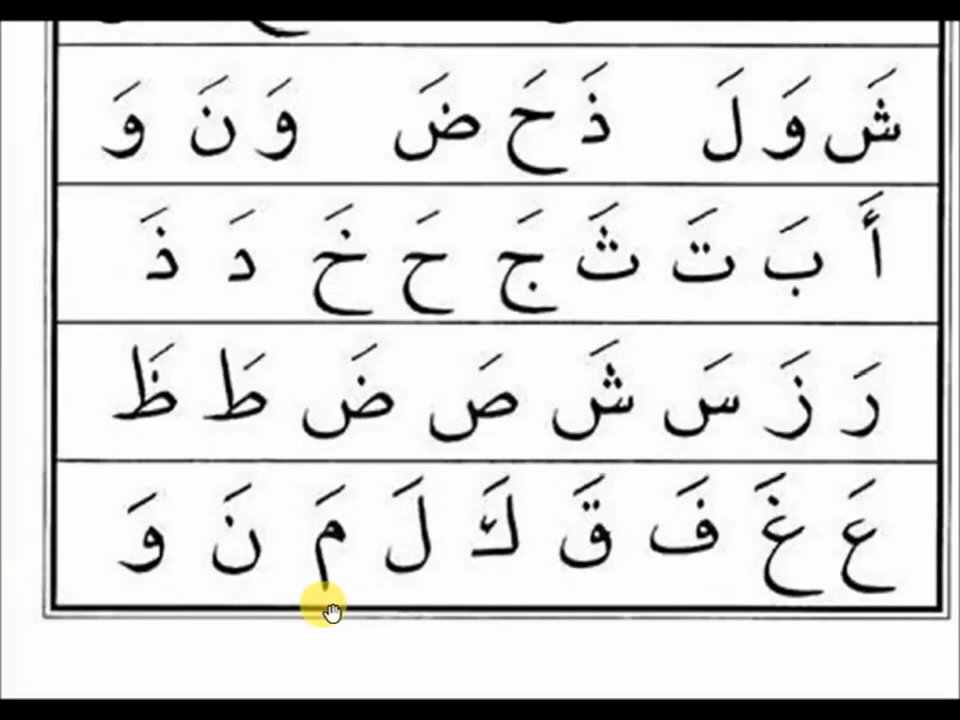 شَ وَ لَ ذَ حَ ضَ وَ نَ وَ
أَ بَ تَ ثَ جَ حَ خَ دَ ذَ
رَ زَ سَ شَ صَ ضَ طَ ظَ
عَ غَ فَ قَ كَ لَ مَ نَ وَ